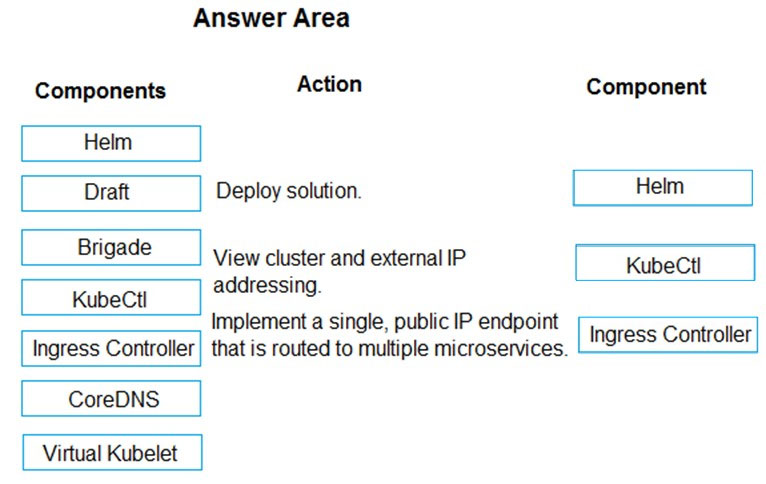 Answer Area
Components
Action
Component
Helm
Draft
Deploy solution.
Helm
Brigade
View cluster and external IP
addressing.
KubeCtl
KubeCtl
Implement a single, public IP endpoint
that is routed to multiple microservices.
Ingress Controller
Ingress Controller
CoreDNS
Virtual Kubelet